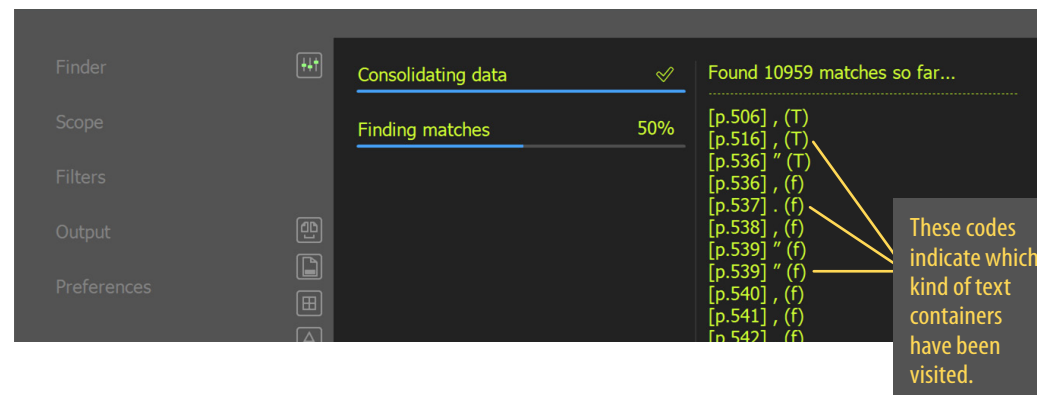 Finder
Scope
Filters
Output
Preferences
Consolidating data
Finding matches 50%
Found 10959 matches so far...
[p.506] , (T)
[p.516] , (T)
[p.536] " (T)
[p.536] , (f)
[p.537] . (f)
[p.538] , (f)
[p.539] " (f)
[p.539] " (f)
[p.540] , (f)
[p.541] , (f)
[p.542] , (f)
These codes
indicate which
kind of text
containers
have been
visited.